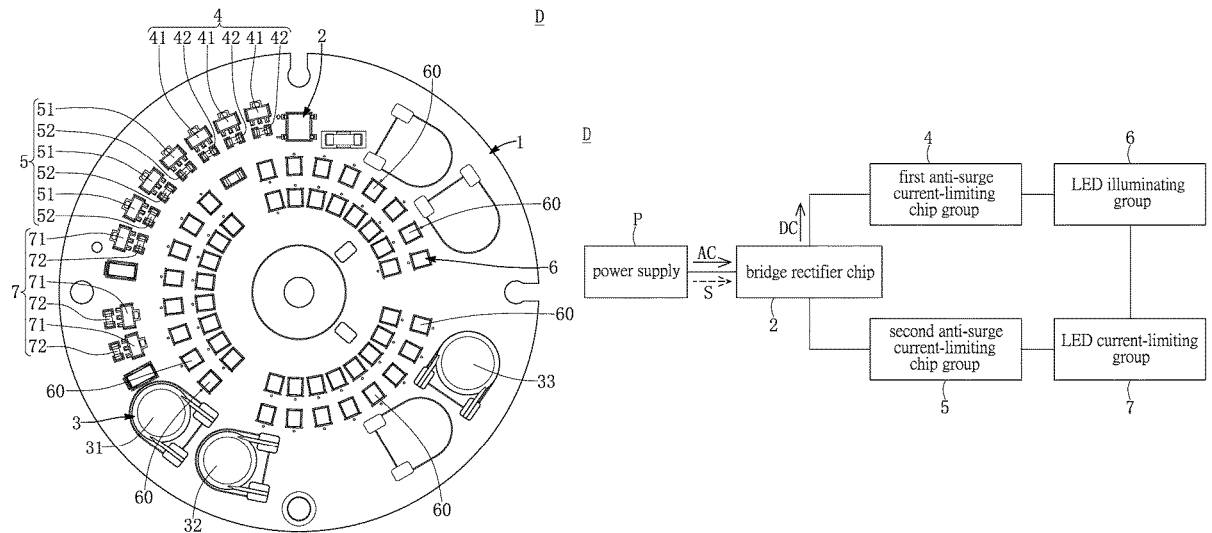 D
4
41 42 41 42 41 42 2
60
51
52
51
5
52
51
52
71
72
7
71
72
71
72
60
3
31
60
32
1
60
6
60
33
60
D
P
power supply
AC
S
DC
bridge rectifier chip
2
4
first anti-surge
current-limiting
chip group
6
LED illuminating
group
second anti-surge
current-limiting
chip group
5
LED current-limiting
group
7